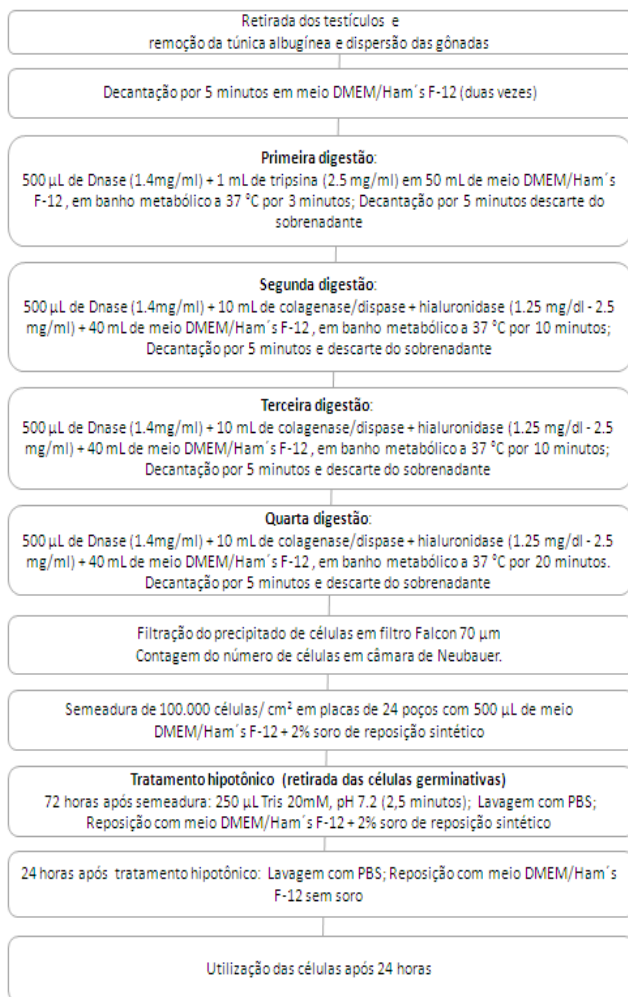 Retirada dos testículos e
remoção da túnica albugínea e dispersão das gônadas
Decantação por 5 minutos em meio DMEM/Ham´s F-12 (duas vezes)
Primeira digestão:
500 µL de Dnase (1.4mg/ml) + 1 mL de tripsina (2.5 mg/ml) em 50 mL de meio DMEM/Ham´s
F-12 , em banho metabólico a 37 °C por 3 minutos; Decantação por 5 minutos descarte do
sobrenadante
Segunda digestão:
500 µL de Dnase (1.4mg/ml) + 10 mL de colagenase/dispase + hialuronidase (1.25 mg/dl - 2.5
mg/ml) + 40 mL de meio DMEM/Ham´s F-12 , em banho metabólico a 37 °C por 10 minutos;
Decantação por 5 minutos e descarte do sobrenadante
Terceira digestão:
500 µL de Dnase (1.4mg/ml) + 10 mL de colagenase/dispase + hialuronidase (1.25 mg/dl - 2.5
mg/ml) + 40 mL de meio DMEM/Ham´s F-12 , em banho metabólico a 37 °C por 10 minutos;
Decantação por 5 minutos e descarte do sobrenadante
Quarta digestão:
500 µL de Dnase (1.4mg/ml) + 10 mL de colagenase/dispase + hialuronidase (1.25 mg/dl - 2.5
mg/ml) + 40 mL de meio DMEM/Ham´s F-12 , em banho metabólico a 37 °C por 20 minutos.
Decantação por 5 minutos e descarte do sobrenadante
Filtração do precipitado de células em filtro Falcon 70 µm
Contagem do número de células em câmara de Neubauer.
Semeadura de 100.000 células/ cm² em placas de 24 poços com 500 µL de meio
DMEM/Ham´s F-12 + 2% soro de reposição sintético
Tratamento hipotônico (retirada das células germinativas)
72 horas após semeadura: 250 µL Tris 20mM, pH 7.2 (2,5 minutos); Lavagem com PBS;
Reposição com meio DMEM/Ham´s F-12 + 2% soro de reposição sintético
24 horas após tratamento hipotônico: Lavagem com PBS; Reposição com meio DMEM/Ham´s
F-12 sem soro
Utilização das células após 24 horas